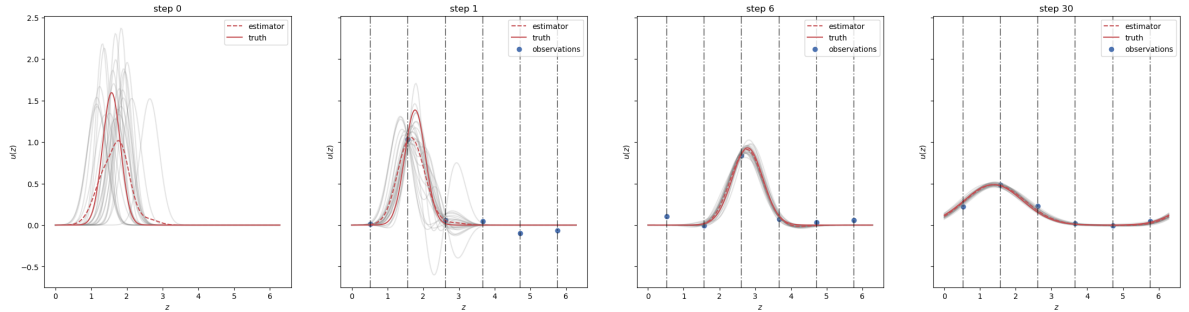 step 0
estimator
truth
2.5
2.0
1.5
1.0
0.5
0.0
−0.5
u(z)
0 1 2 3 4 5 6
z
step 1
estimator
truth
observations
u(z)
0 1 2 3 4 5 6
z
step 6
estimator
truth
observations
u(z)
0 1 2 3 4 5 6
z
step 30
estimator
truth
observations
u(z)
0 1 2 3 4 5 6
z